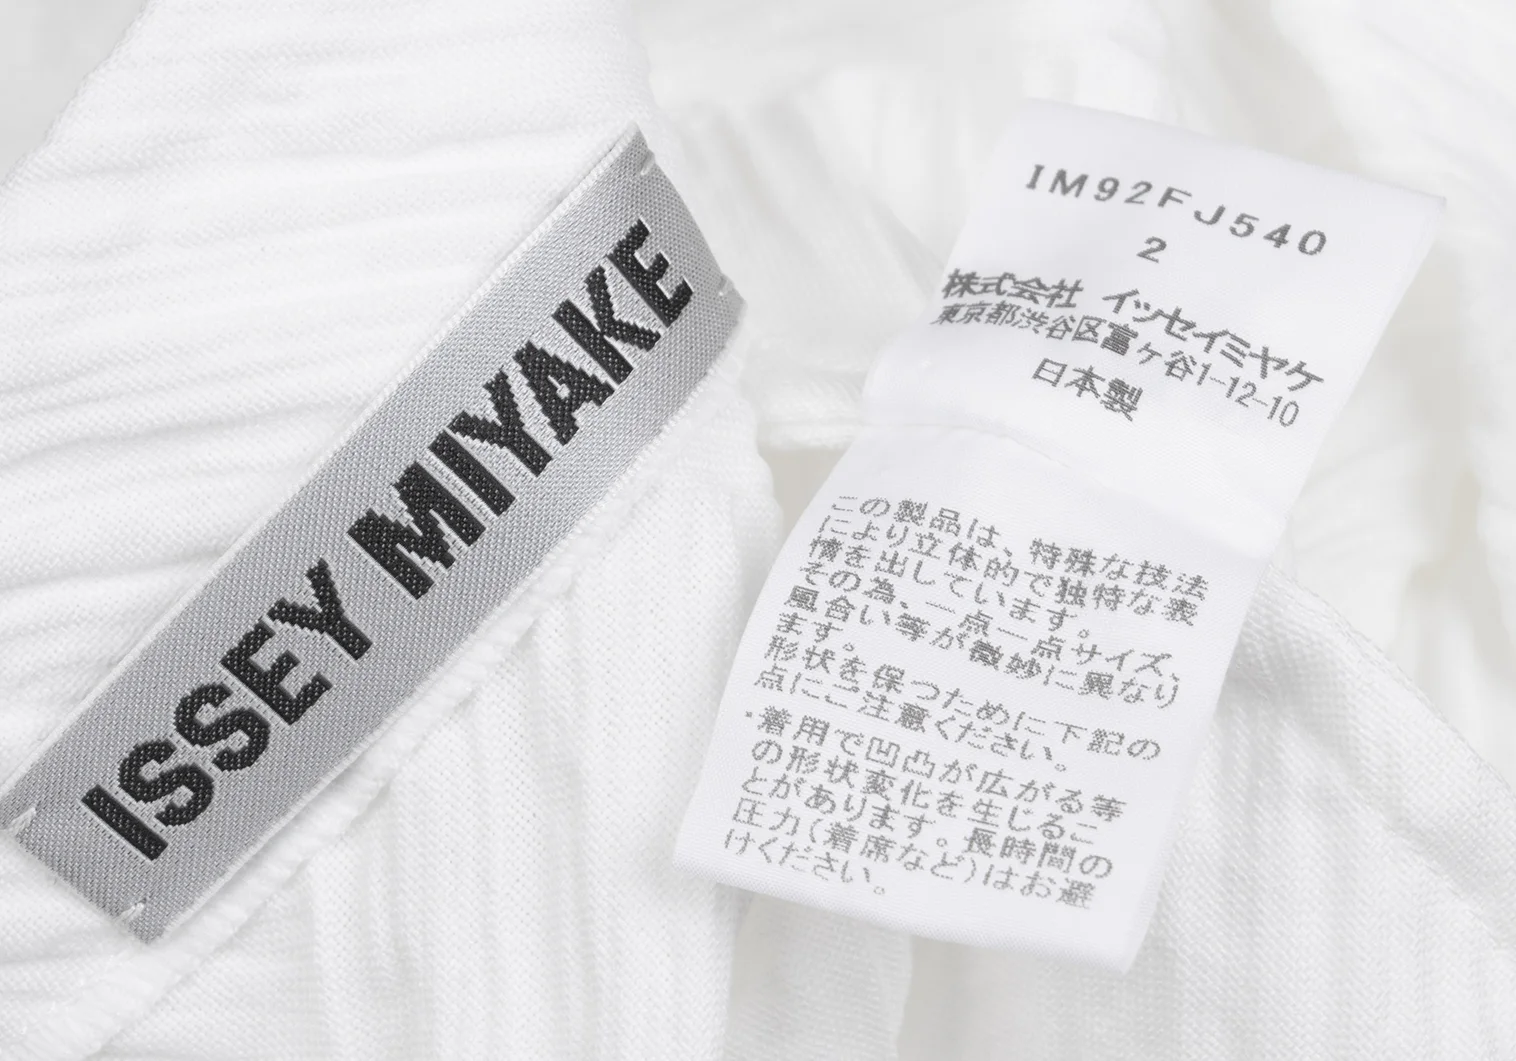 ISSEY MIYAKE
IM92FJ540
2
株式会社 イッセイミヤケ
東京都渋谷区富ヶ谷1-12-10
日本製
この製品は、特殊な技法
により立体的で独特な表
情を出しています。
その為、一点一点サイズ、
風合い等が微妙に異なり
ます。
形状を保つために下記の
点にご注意ください。
・着用で凹凸が広がる等
の形状変化を生じるこ
とがあります。長時間の
圧力(着席など)はお避
けください。